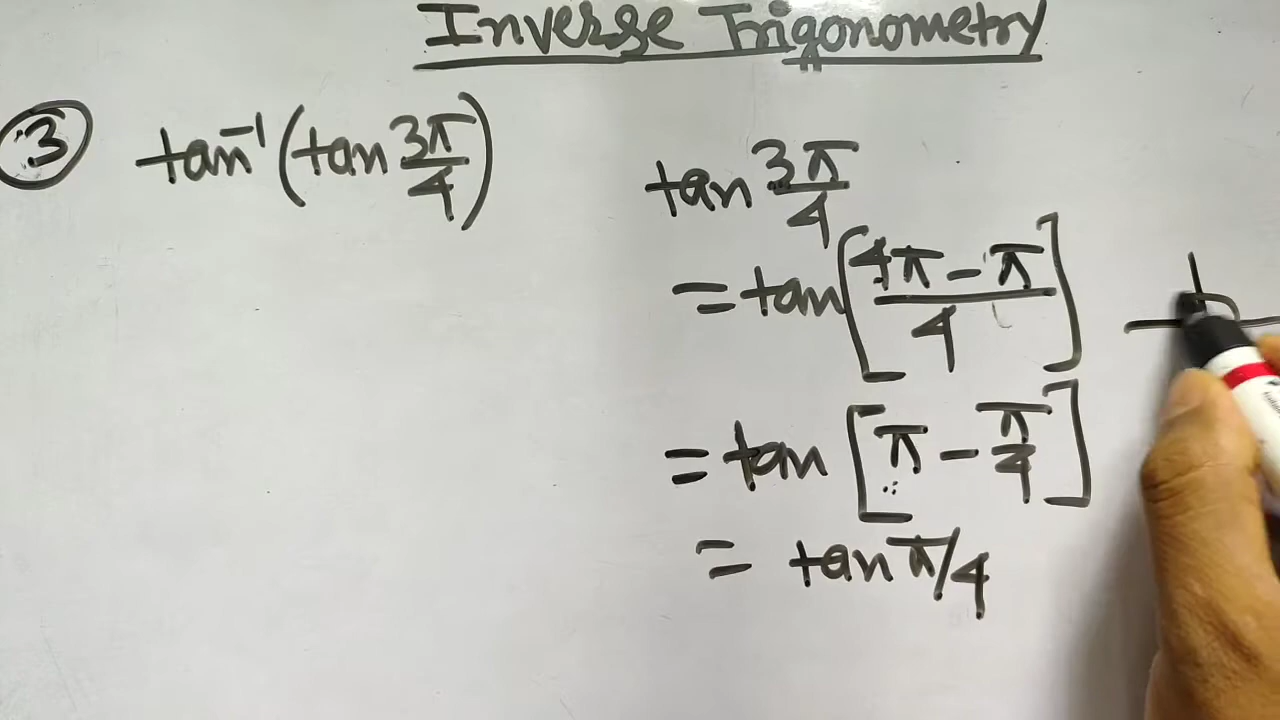 Inverse Trigonometry
③ tan⁻¹(tan 3π/4)
tan 3π/4
= tan[(4π - π)/4]
= tan[π - π/4]
= tan π/4